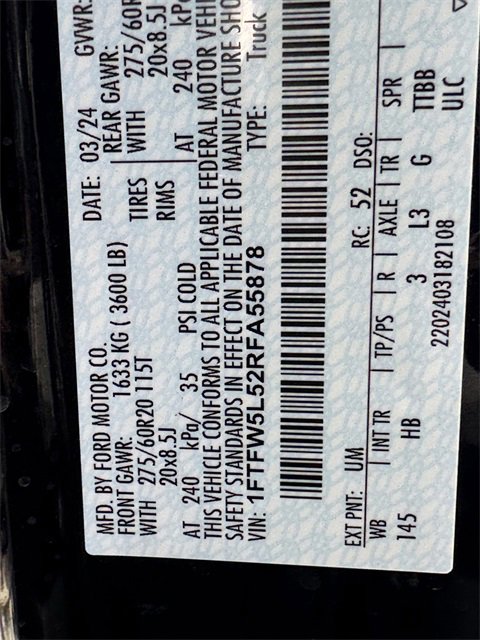 MFD. BY FORD MOTOR CO. DATE: 03/24 GVWR:
FRONT GAWR: 1633 KG ( 3600 LB) REAR GAWR:
WITH 275/60R20 115T TIRES WITH 275/60R
20x8.5J RIMS 20x8.5J
AT 240 kPa/ 35 PSI COLD AT 240 kP
THIS VEHICLE CONFORMS TO ALL APPLICABLE FEDERAL MOTOR VEH
SAFETY STANDARDS IN EFFECT ON THE DATE OF MANUFACTURE SHO
VIN: 1FTFW5L52RFA55878 TYPE: Truck
EXT PNT: UM RC: 52 DSO:
WB | INT TR | TP/PS | R | AXLE | TR | SPR |
145 HB 3 L3 G TTBB
2202403182108 ULC